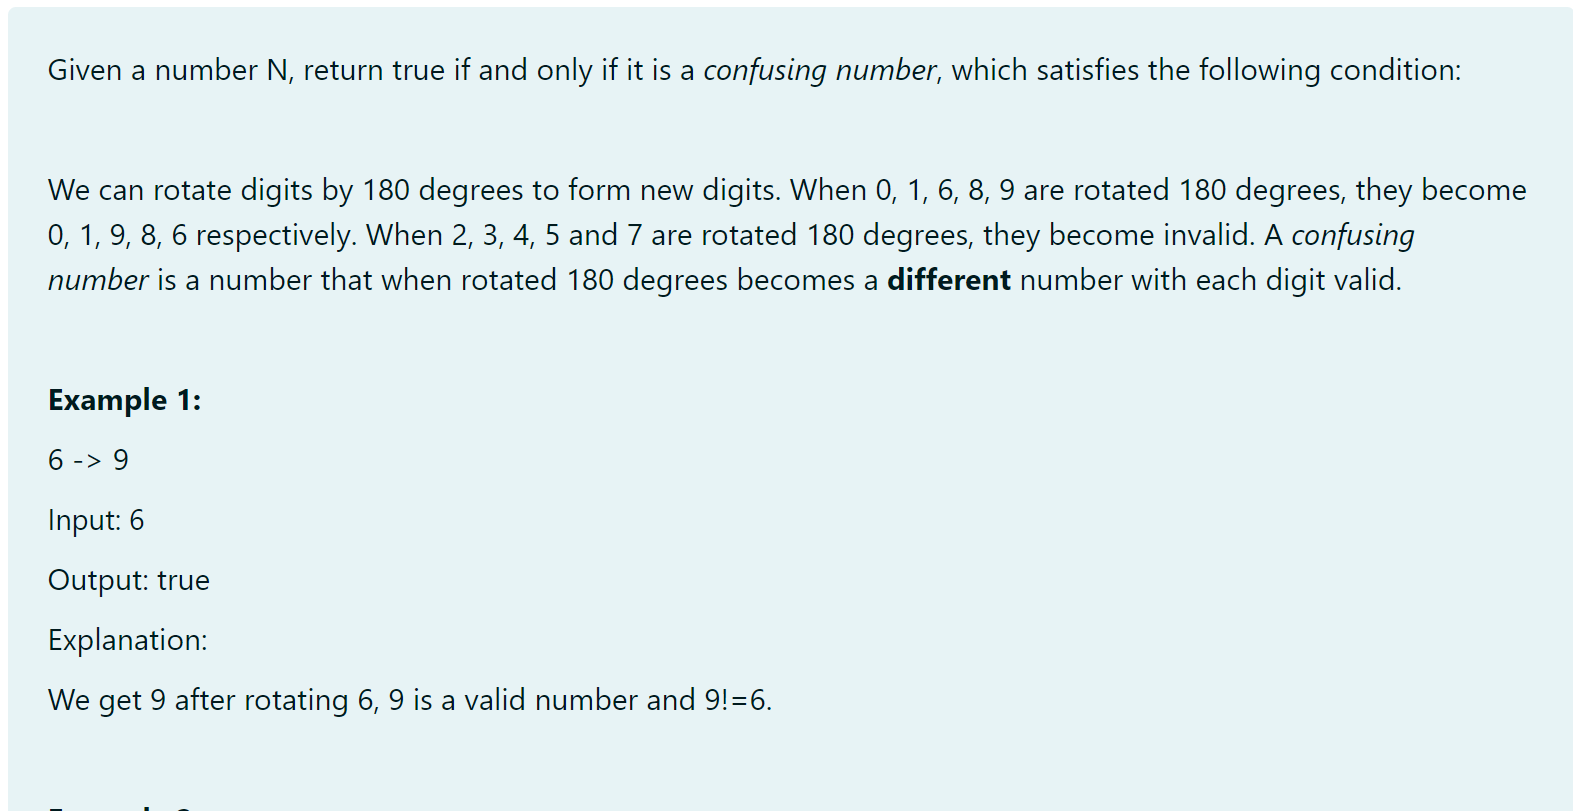 Given a number N, return true if and only if it is a confusing number, which satisfies the following condition:
We can rotate digits by 180 degrees to form new digits. When 0, 1, 6, 8, 9 are rotated 180 degrees, they become
0, 1, 9, 8, 6 respectively. When 2, 3, 4, 5 and 7 are rotated 180 degrees, they become invalid. A confusing
number is a number that when rotated 180 degrees becomes a different number with each digit valid.
Example 1:
6 -> 9
Input: 6
Output: true
Explanation:
We get 9 after rotating 6, 9 is a valid number and 9!=6.